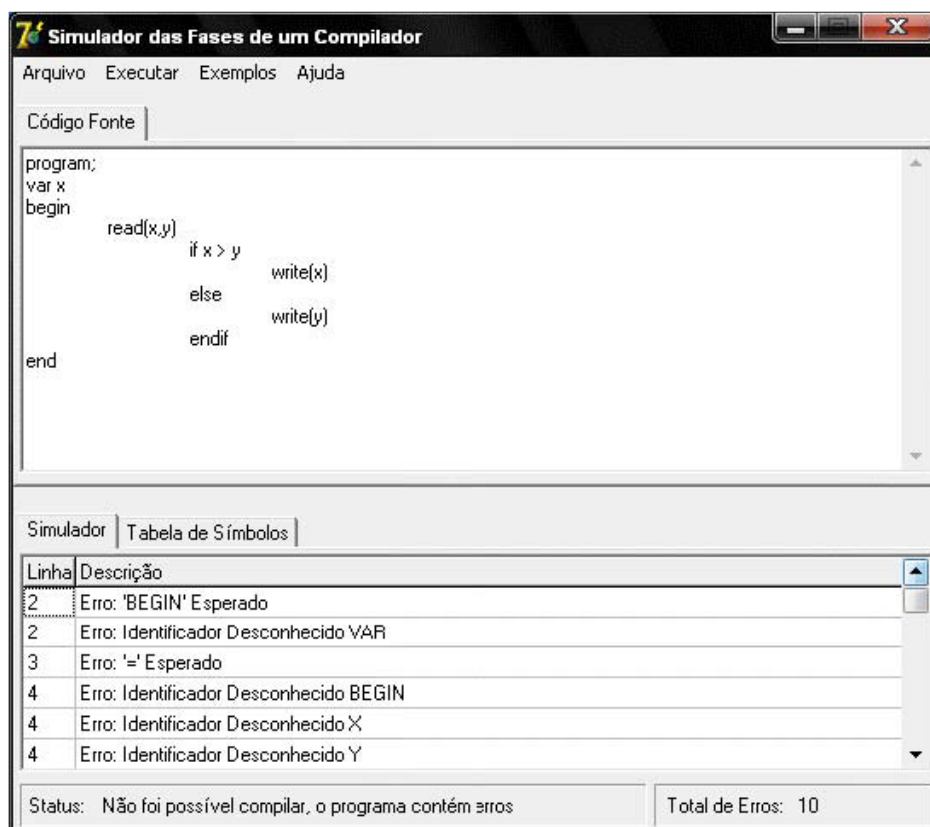 Simulador das Fases de um Compilador
Arquivo Executar Exemplos Ajuda
Código Fonte
program;
var x
begin
read(x,y)
if x > y
write(x)
else
write(y)
endif
end
Simulador Tabela de Símbolos
Linha Descrição
2 Erro: 'BEGIN' Esperado
2 Erro: Identificador Desconhecido VAR
3 Erro: '=' Esperado
4 Erro: Identificador Desconhecido BEGIN
4 Erro: Identificador Desconhecido X
4 Erro: Identificador Desconhecido Y
Status: Não foi possível compilar, o programa contém erros Total de Erros: 10